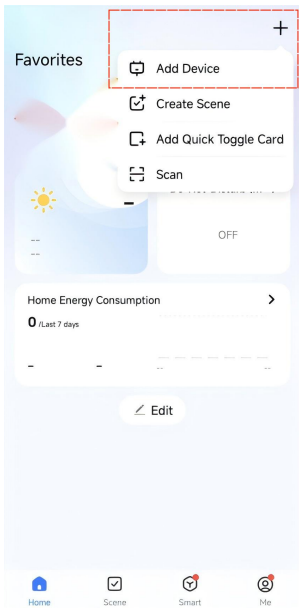 Favorites
Add Device
Create Scene
Add Quick Toggle Card
Scan
--
--
OFF
Home Energy Consumption
0 /Last 7 days
- - -- --
Edit
Home Scene Smart Me